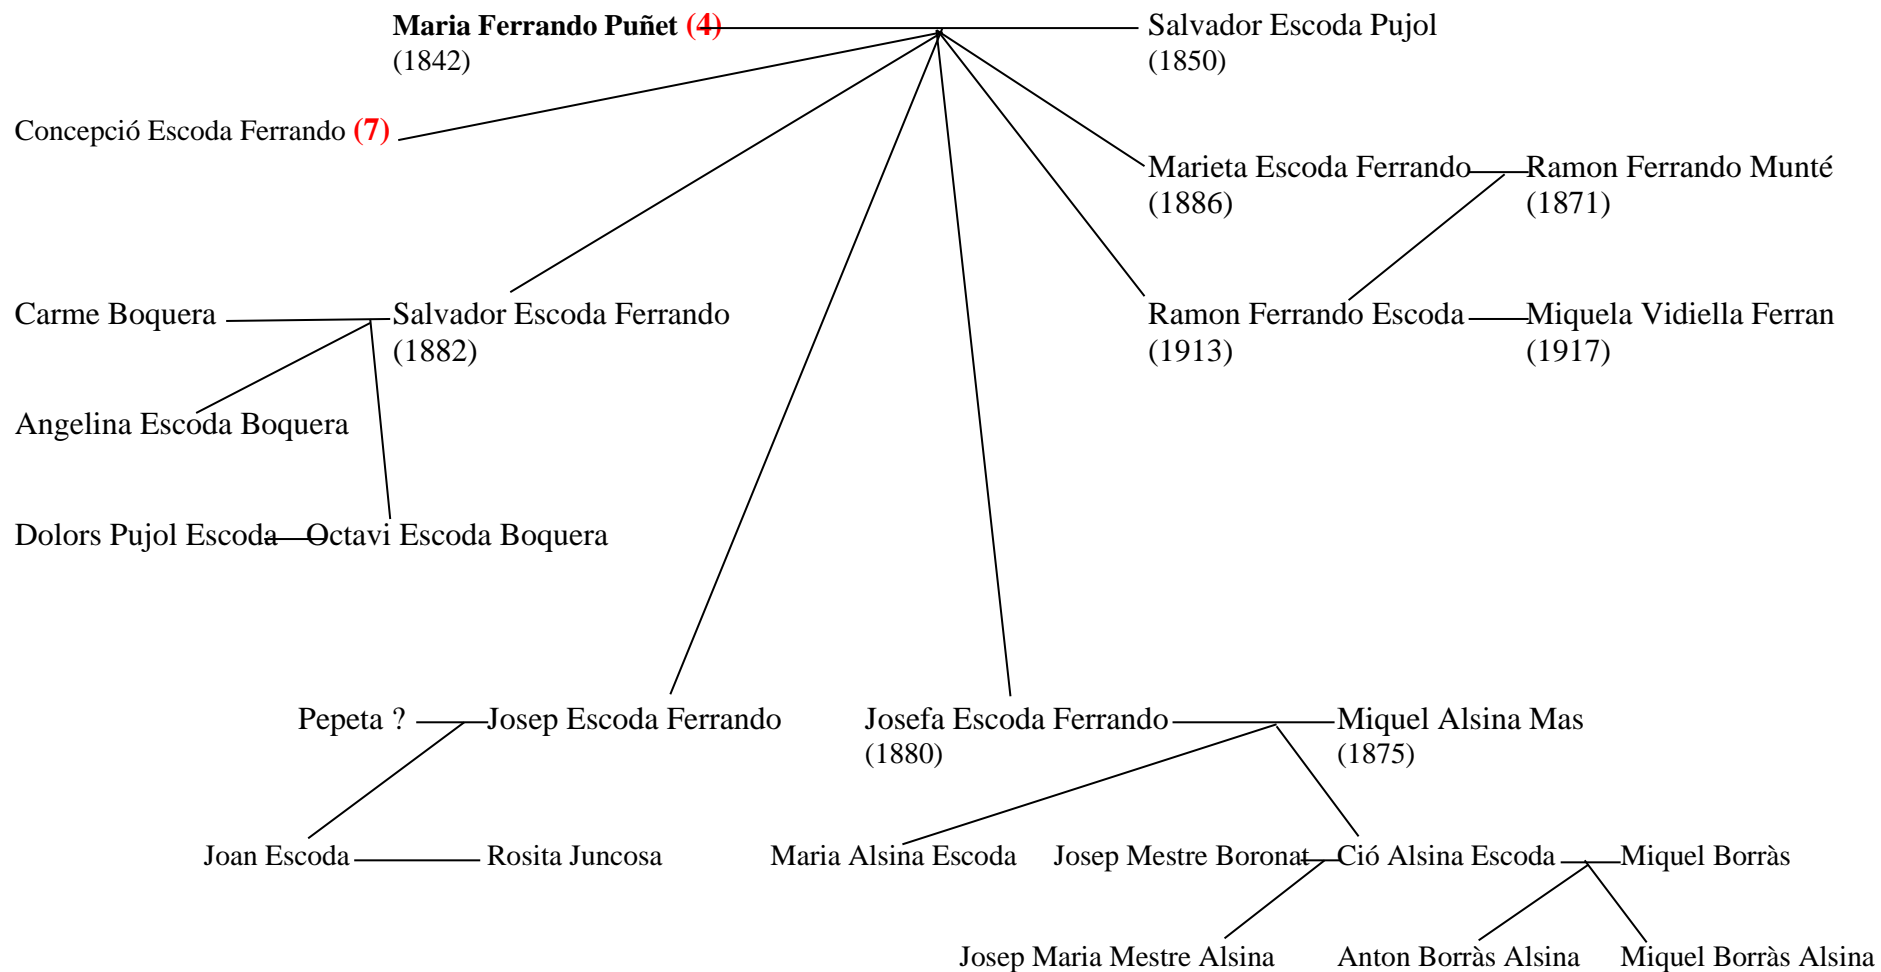 Maria Ferrando Puñet (4) Salvador Escoda Pujol
(1842) (1850)
Concepció Escoda Ferrando (7)
Marieta Escoda Ferrando Ramon Ferrando Munté
(1886) (1871)
Carme Boquera Salvador Escoda Ferrando Ramon Ferrando Escoda Miquela Vidiella Ferran
(1882) (1913) (1917)
Angelina Escoda Boquera
Dolors Pujol Escoda Octavi Escoda Boquera
Pepeta ? Josep Escoda Ferrando Josefa Escoda Ferrando Miquel Alsina Mas
(1880) (1875)
Joan Escoda Rosita Juncosa Maria Alsina Escoda Josep Mestre Boronat Ció Alsina Escoda Miquel Borràs
Josep Maria Mestre Alsina Anton Borràs Alsina Miquel Borràs Alsina